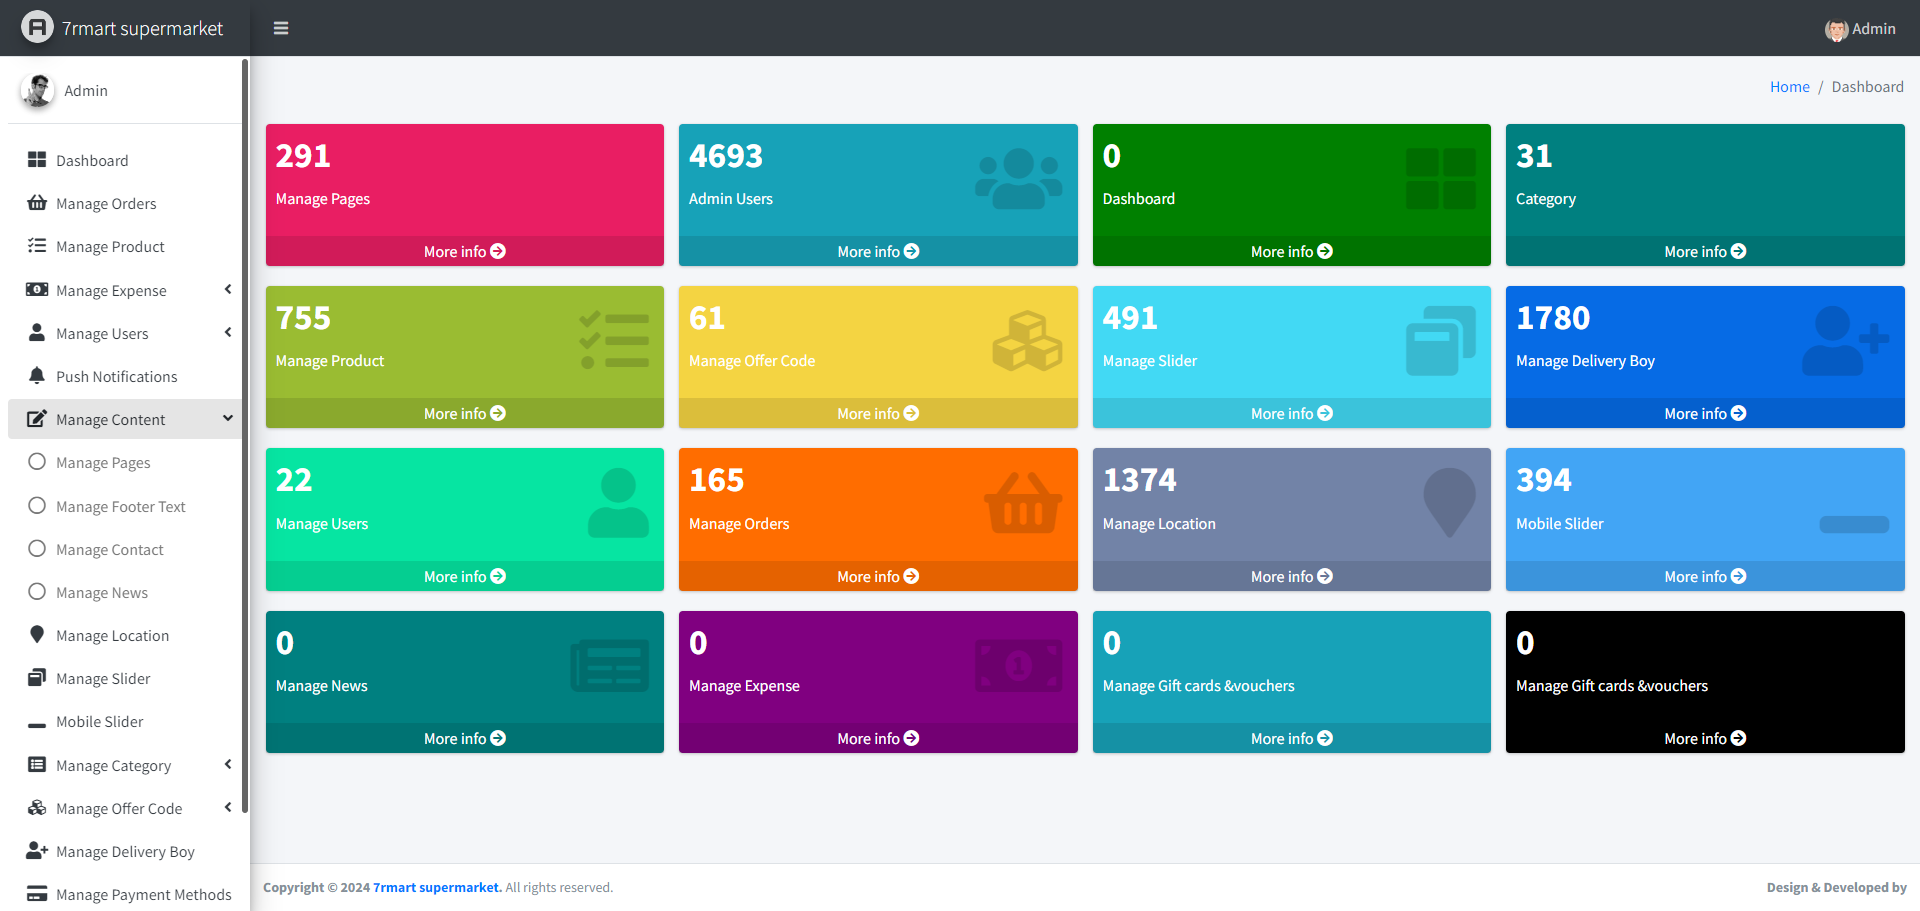 7rmart supermarket
Admin
Home / Dashboard
Admin
Dashboard
Manage Orders
Manage Product
Manage Expense
Manage Users
Push Notifications
Manage Content
Manage Pages
Manage Footer Text
Manage Contact
Manage News
Manage Location
Manage Slider
Mobile Slider
Manage Category
Manage Offer Code
Manage Delivery Boy
Manage Payment Methods
291
Manage Pages
More info
4693
Admin Users
More info
0
Dashboard
More info
31
Category
More info
755
Manage Product
More info
61
Manage Offer Code
More info
491
Manage Slider
More info
1780
Manage Delivery Boy
More info
22
Manage Users
More info
165
Manage Orders
More info
1374
Manage Location
More info
394
Mobile Slider
More info
0
Manage News
More info
0
Manage Expense
More info
0
Manage Gift cards &vouchers
More info
0
Manage Gift cards &vouchers
More info
Copyright © 2024 7rmart supermarket. All rights reserved.
Design & Developed by